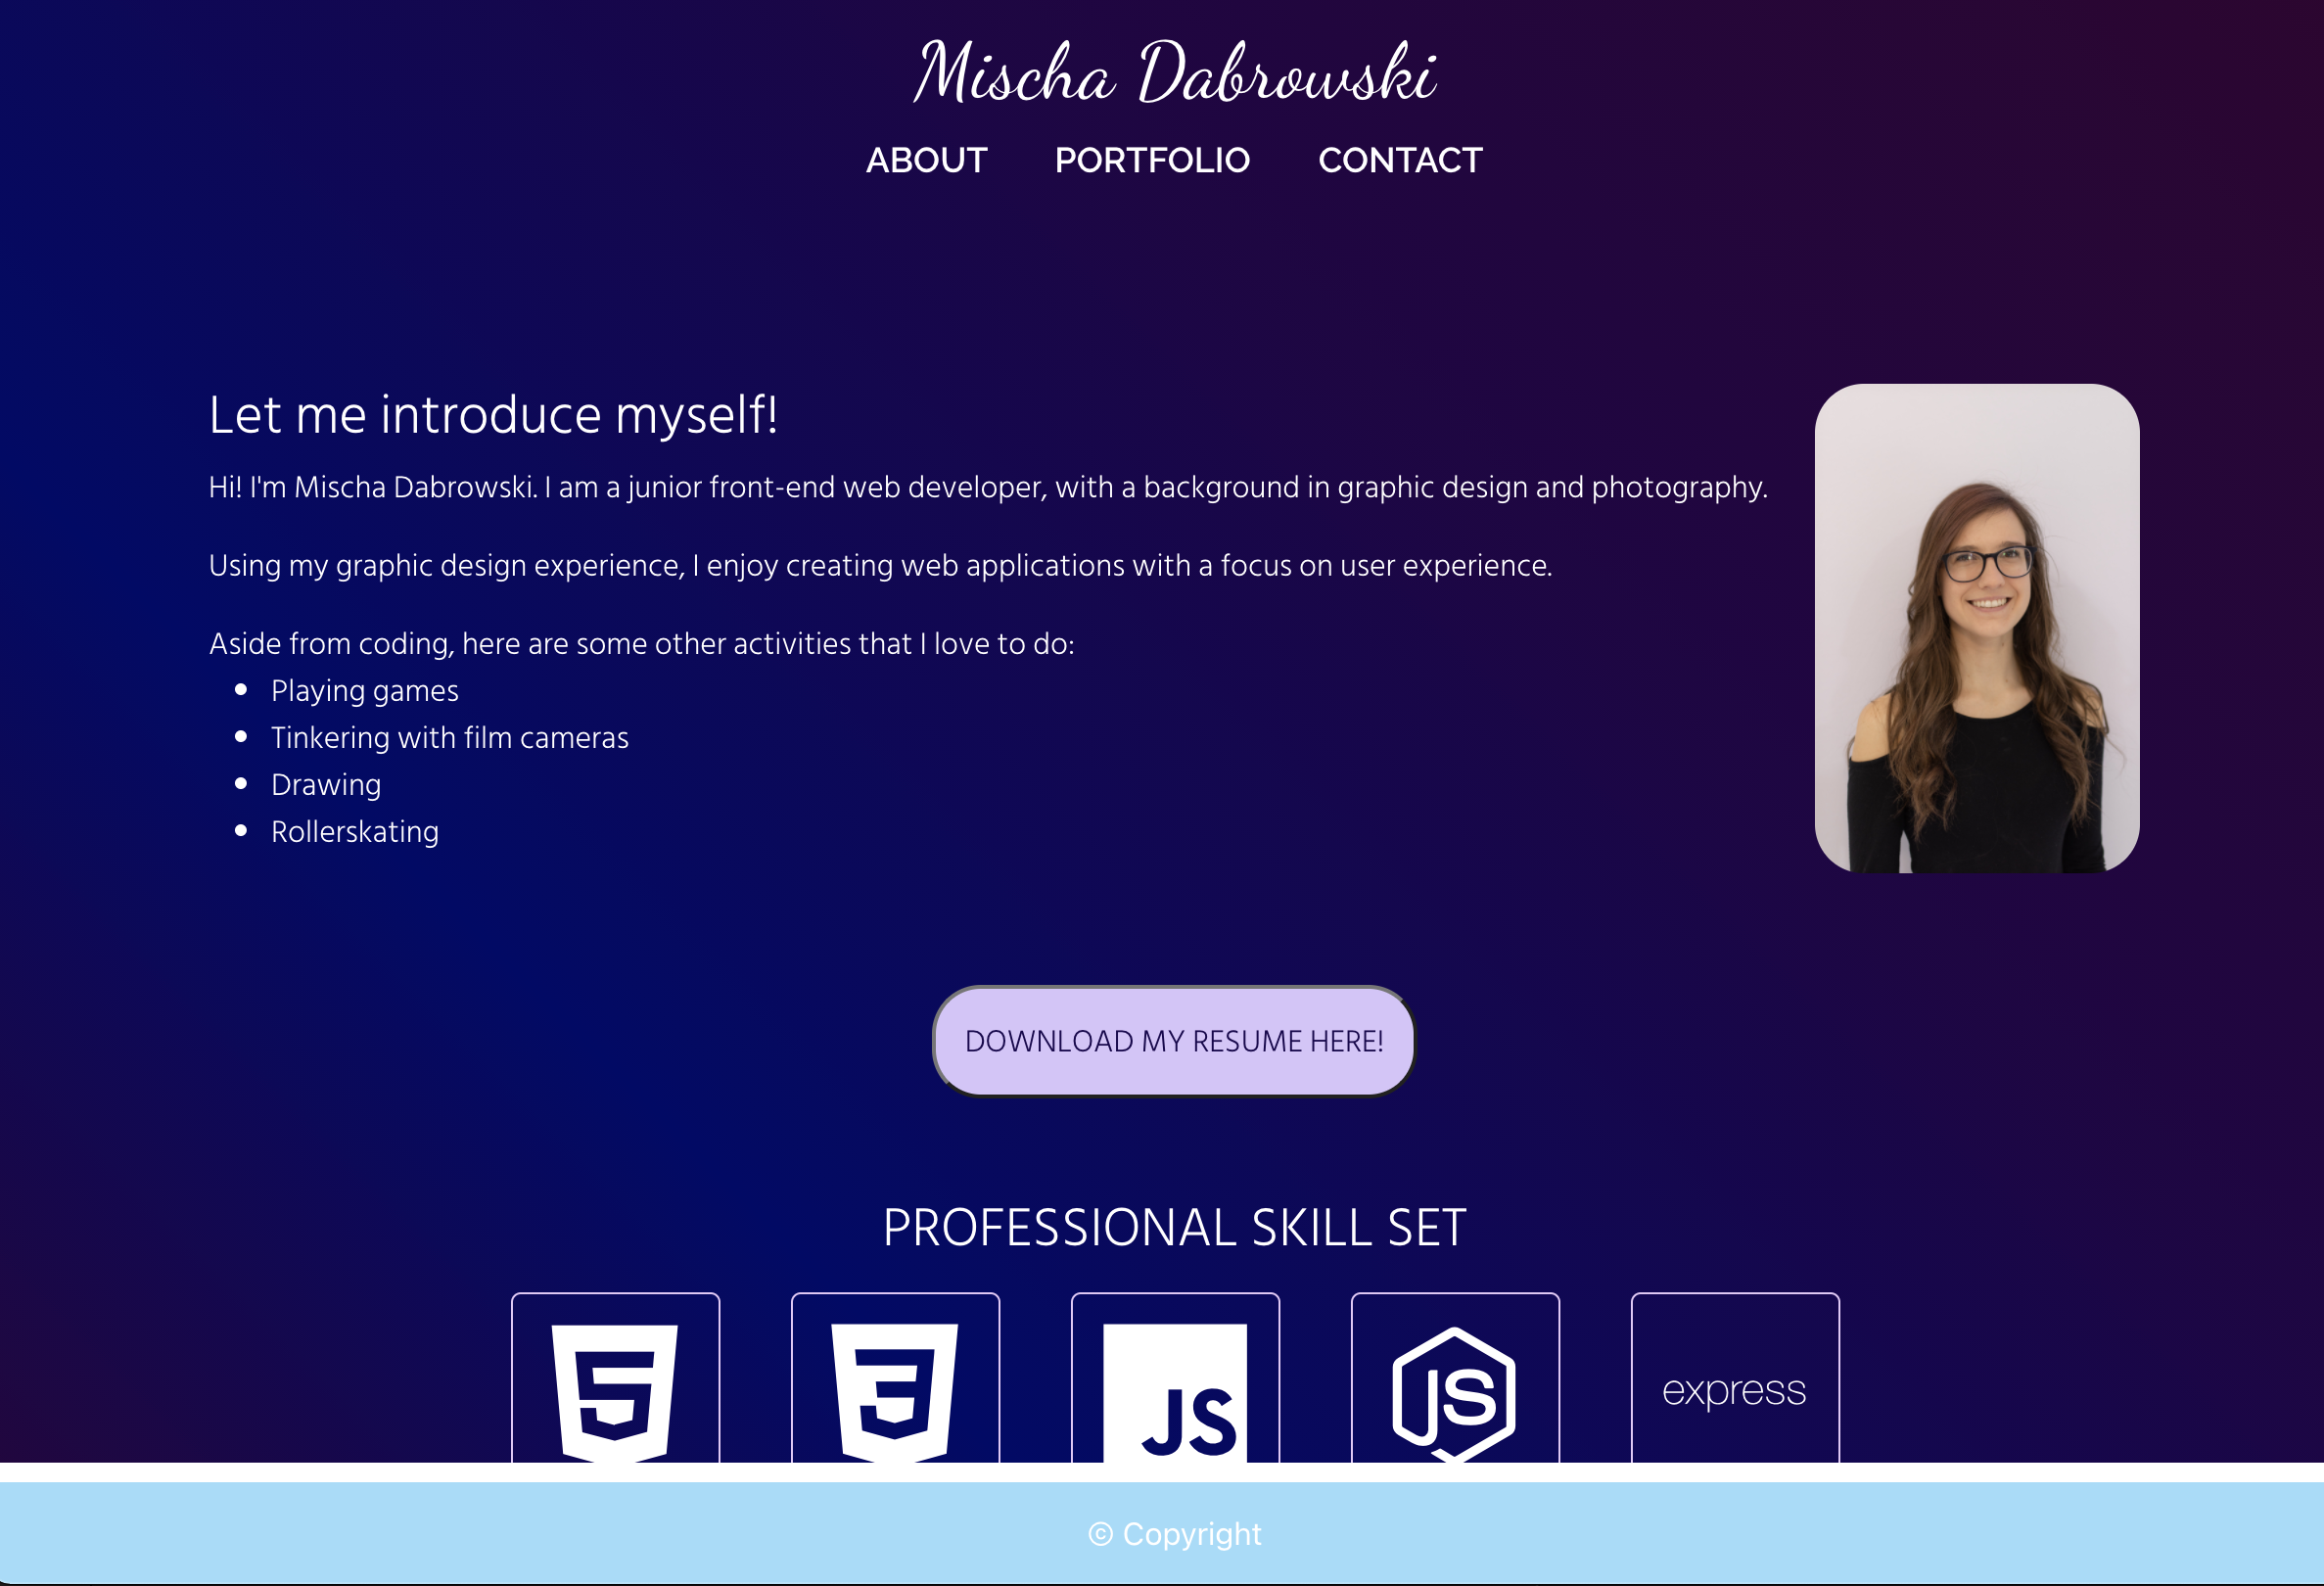 Mischa Dabrowski
ABOUT PORTFOLIO CONTACT
Let me introduce myself!
Hi! I'm Mischa Dabrowski. I am a junior front-end web developer, with a background in graphic design and photography.
Using my graphic design experience, I enjoy creating web applications with a focus on user experience.
Aside from coding, here are some other activities that I love to do:
• Playing games
• Tinkering with film cameras
• Drawing
• Rollerskating
DOWNLOAD MY RESUME HERE!
PROFESSIONAL SKILL SET
5 3 JS JS express
© Copyright